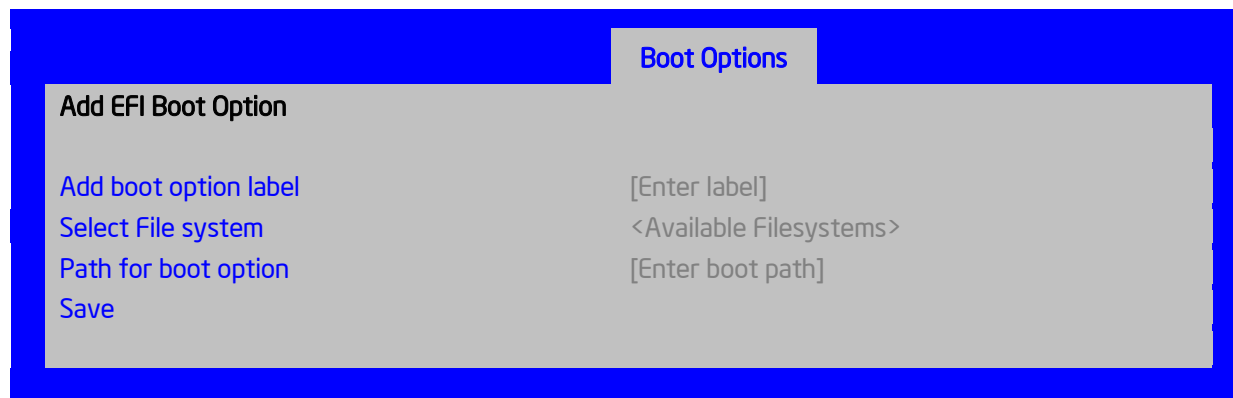 Boot Options
Add EFI Boot Option
Add boot option label [Enter label]
Select File system <Available Filesystems>
Path for boot option [Enter boot path]
Save